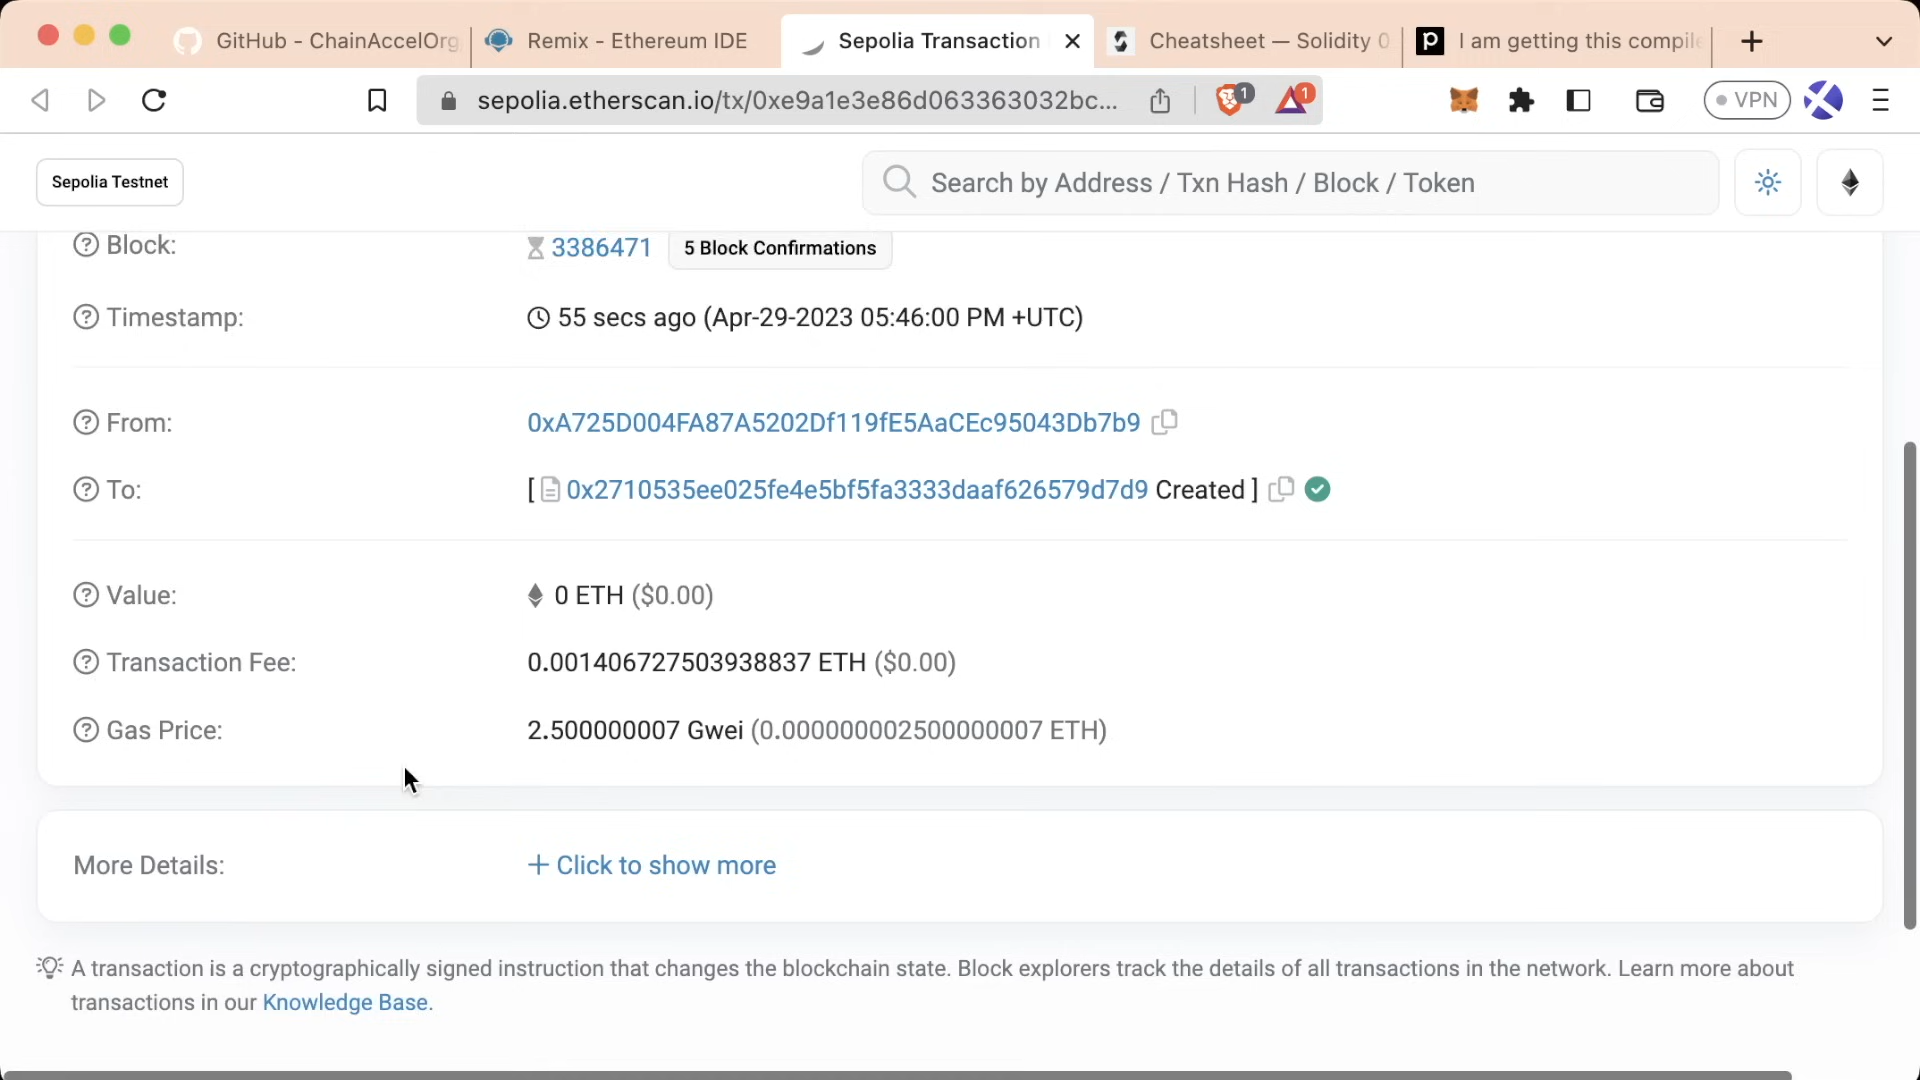 GitHub - ChainAccelOrg
Remix - Ethereum IDE
Sepolia Transaction
Cheatsheet — Solidity 0
I am getting this compile
sepolia.etherscan.io/tx/0xe9a1e3e86d063363032bc...
1
1
VPN
Sepolia Testnet
Search by Address / Txn Hash / Block / Token
Block:
3386471
5 Block Confirmations
Timestamp:
55 secs ago (Apr-29-2023 05:46:00 PM +UTC)
From:
0xA725D004FA87A5202Df119fE5AaCEc95043Db7b9
To:
[ 0x2710535ee025fe4e5bf5fa3333daaf626579d7d9 Created ]
Value:
0 ETH ($0.00)
Transaction Fee:
0.001406727503938837 ETH ($0.00)
Gas Price:
2.500000007 Gwei (0.000000002500000007 ETH)
More Details:
+ Click to show more
A transaction is a cryptographically signed instruction that changes the blockchain state. Block explorers track the details of all transactions in the network. Learn more about
transactions in our Knowledge Base.